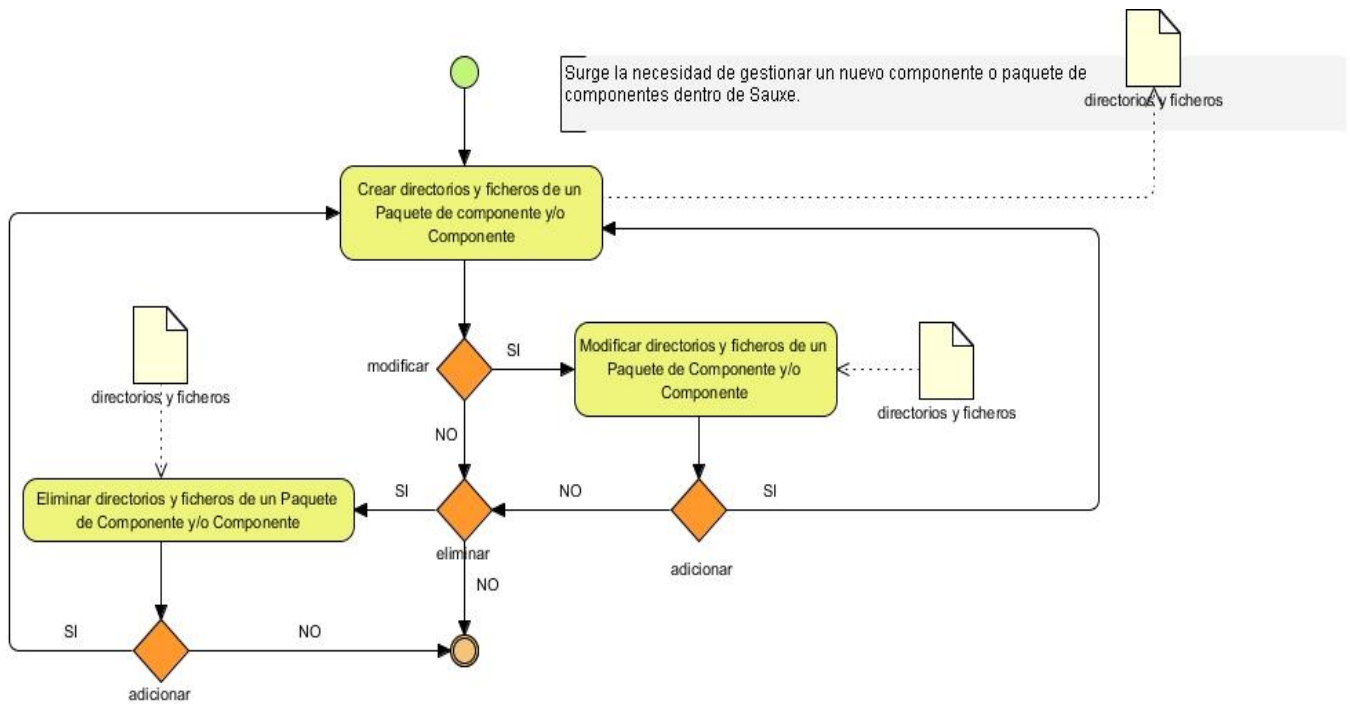 Surge la necesidad de gestionar un nuevo componente o paquete de
componentes dentro de Sauxe.
directorios y ficheros
Crear directorios y ficheros de un
Paquete de componente y/o
Componente
modificar
SI
Modificar directorios y ficheros de un
Paquete de Componente y/o
Componente
directorios y ficheros
directorios y ficheros
NO
Eliminar directorios y ficheros de un Paquete
de Componente y/o Componente
SI
NO
SI
eliminar
adicionar
NO
SI
NO
adicionar